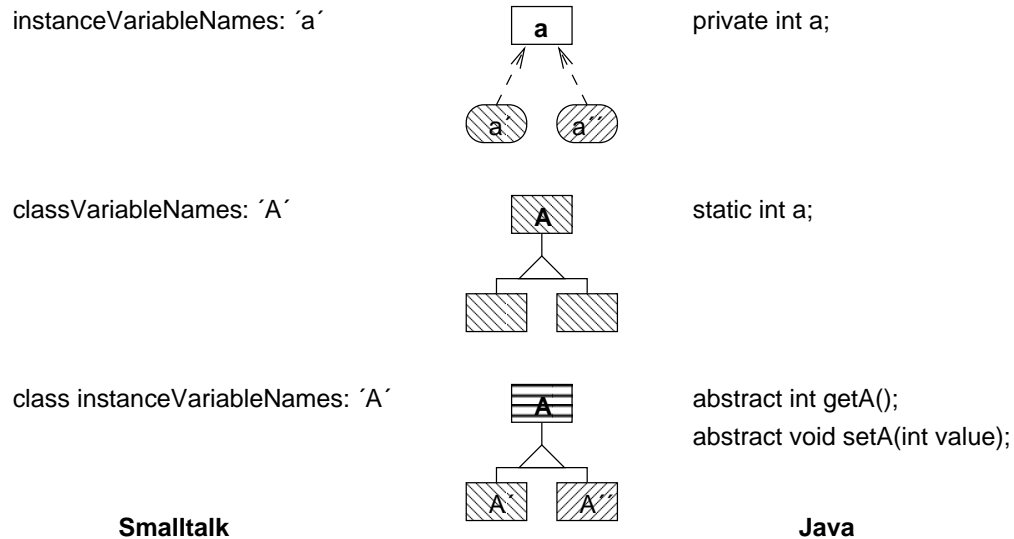 instanceVariableNames: ´a´
a
private int a;
a´
a´´
classVariableNames: ´A´
A
static int a;
class instanceVariableNames: ´A´
A
abstract int getA();
abstract void setA(int value);
A´
A´´
Smalltalk
Java